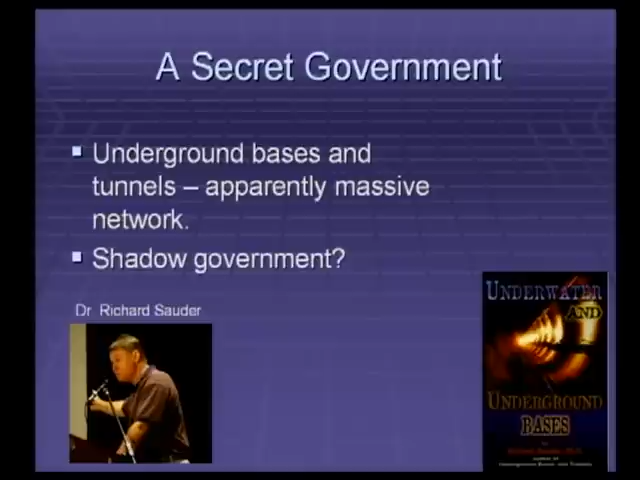 A Secret Government
▪ Underground bases and
tunnels – apparently massive
network.
▪ Shadow government?
Dr Richard Sauder
UNDERWATER
AND
UNDERGROUND
BASES